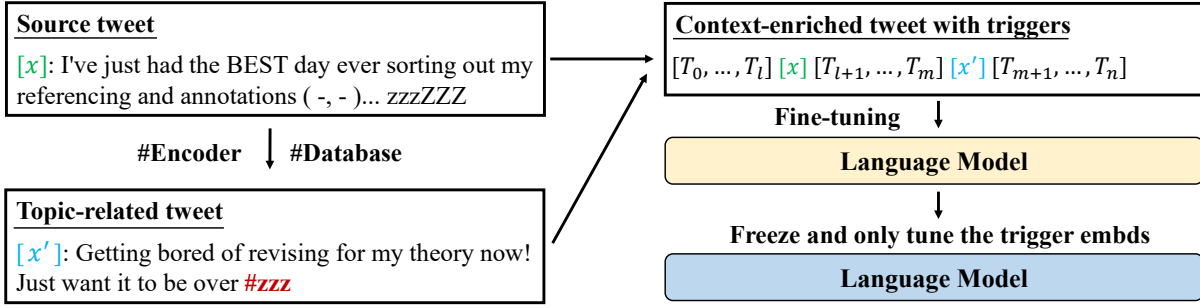 Source tweet
[x]: I've just had the BEST day ever sorting out my
referencing and annotations ( -, - )... zzzZZZ
#Encoder #Database
Topic-related tweet
[x′]: Getting bored of revising for my theory now!
Just want it to be over #zzz
Context-enriched tweet with triggers
[T₀, … , Tₗ] [x] [Tₗ₊₁, … , Tₘ] [x′] [Tₘ₊₁, … , Tₙ]
Fine-tuning
Language Model
Freeze and only tune the trigger embds
Language Model